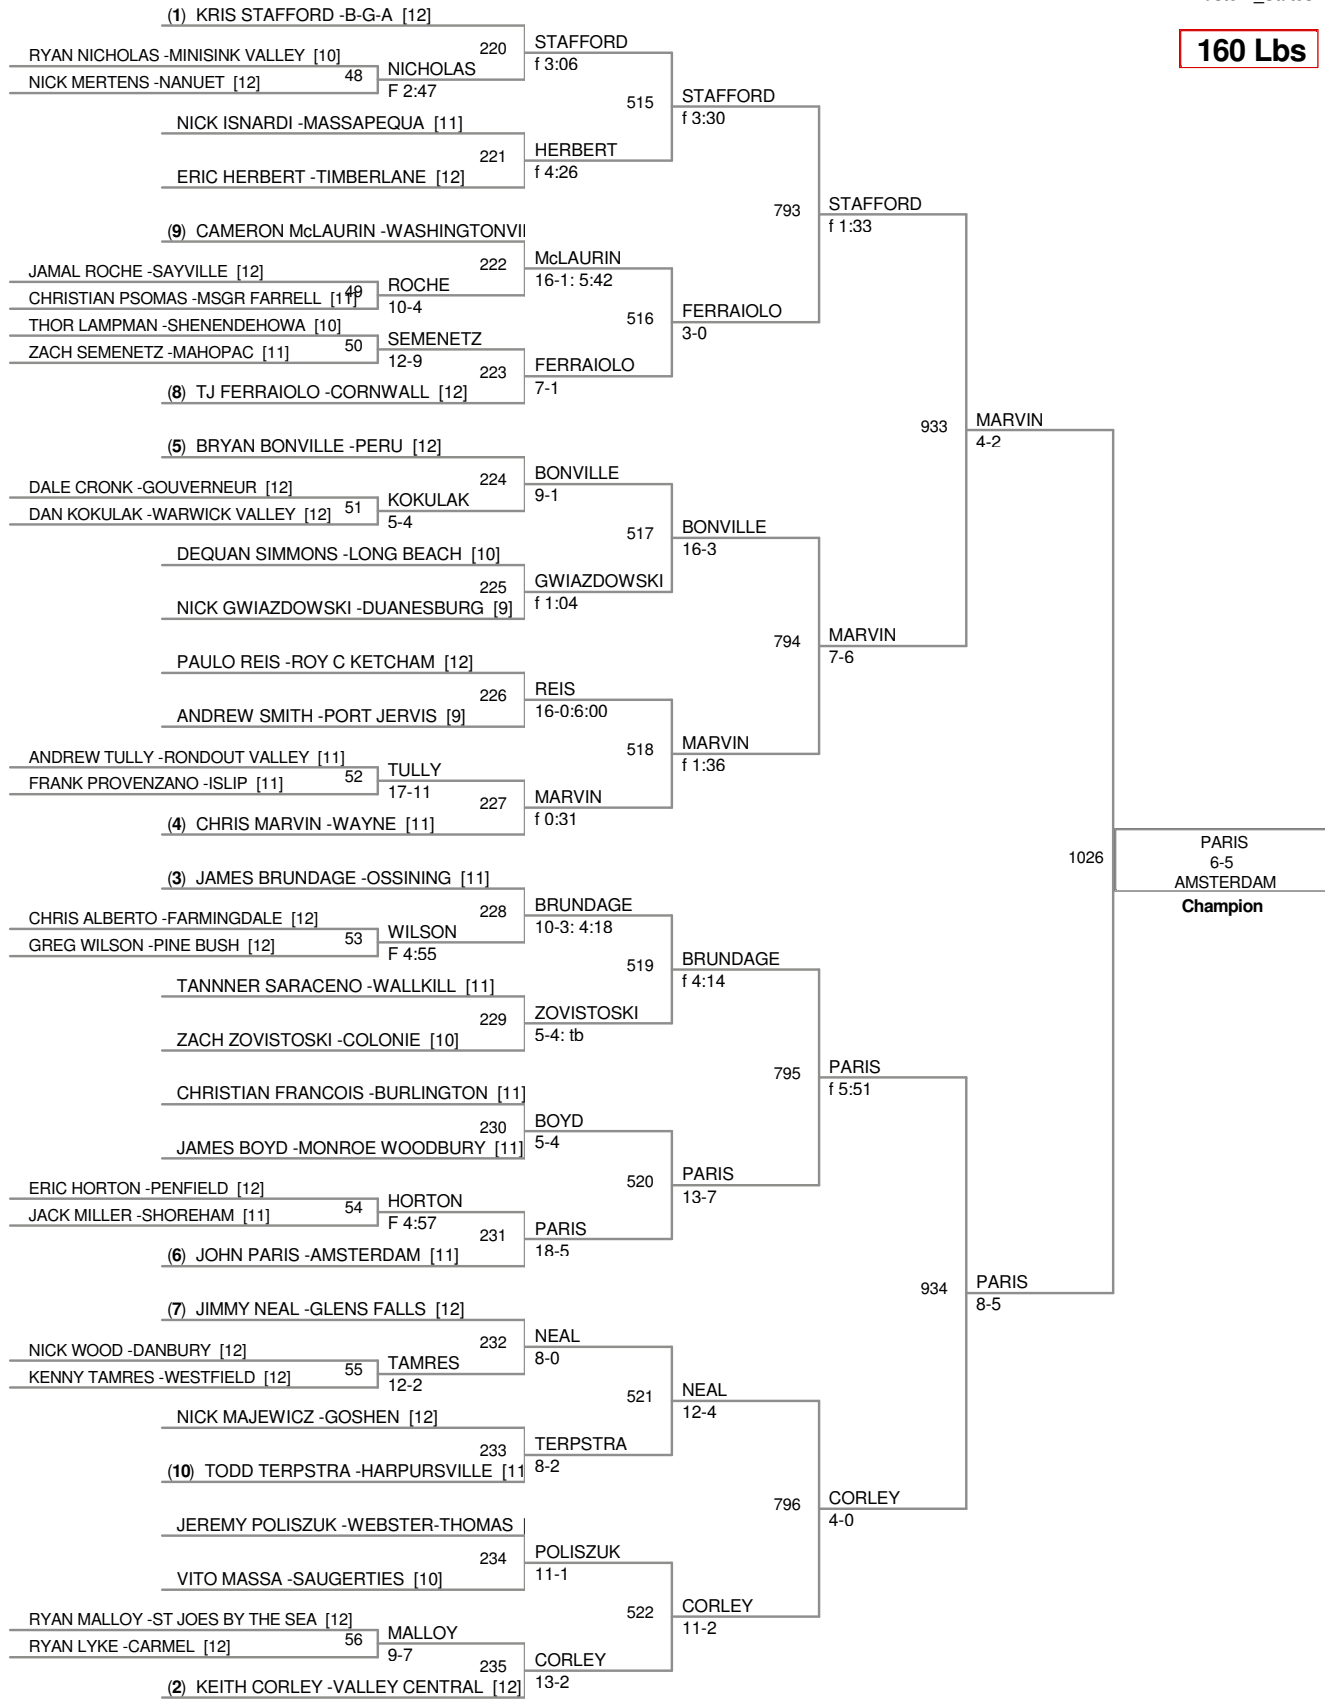 160 Lbs
(1) KRIS STAFFORD -B-G-A [12]
220
STAFFORD
f 3:06
RYAN NICHOLAS -MINISINK VALLEY [10]
48
NICHOLAS
F 2:47
NICK MERTENS -NANUET [12]
515
STAFFORD
f 3:30
NICK ISNARDI -MASSAPEQUA [11]
221
HERBERT
f 4:26
ERIC HERBERT -TIMBERLANE [12]
793
STAFFORD
f 1:33
(9) CAMERON McLAURIN -WASHINGTONVI
222
McLAURIN
16-1: 5:42
JAMAL ROCHE -SAYVILLE [12]
49
ROCHE
10-4
CHRISTIAN PSOMAS -MSGR FARRELL [11]
516
FERRAIOLO
3-0
THOR LAMPMAN -SHENENDEHOWA [10]
50
SEMENETZ
12-9
ZACH SEMENETZ -MAHOPAC [11]
223
FERRAIOLO
7-1
(8) TJ FERRAIOLO -CORNWALL [12]
933
MARVIN
4-2
(5) BRYAN BONVILLE -PERU [12]
224
BONVILLE
9-1
DALE CRONK -GOUVERNEUR [12]
51
KOKULAK
5-4
DAN KOKULAK -WARWICK VALLEY [12]
517
BONVILLE
16-3
DEQUAN SIMMONS -LONG BEACH [10]
225
GWIAZDOWSKI
f 1:04
NICK GWIAZDOWSKI -DUANESBURG [9]
794
MARVIN
7-6
PAULO REIS -ROY C KETCHAM [12]
226
REIS
16-0:6:00
ANDREW SMITH -PORT JERVIS [9]
518
MARVIN
f 1:36
ANDREW TULLY -RONDOUT VALLEY [11]
52
TULLY
17-11
FRANK PROVENZANO -ISLIP [11]
227
MARVIN
f 0:31
(4) CHRIS MARVIN -WAYNE [11]
1026
PARIS
6-5
AMSTERDAM
Champion
(3) JAMES BRUNDAGE -OSSINING [11]
228
BRUNDAGE
10-3: 4:18
CHRIS ALBERTO -FARMINGDALE [12]
53
WILSON
F 4:55
GREG WILSON -PINE BUSH [12]
519
BRUNDAGE
f 4:14
TANNNER SARACENO -WALLKILL [11]
229
ZOVISTOSKI
5-4: tb
ZACH ZOVISTOSKI -COLONIE [10]
795
PARIS
f 5:51
CHRISTIAN FRANCOIS -BURLINGTON [11]
230
BOYD
5-4
JAMES BOYD -MONROE WOODBURY [11]
520
PARIS
13-7
ERIC HORTON -PENFIELD [12]
54
HORTON
F 4:57
JACK MILLER -SHOREHAM [11]
231
PARIS
18-5
(6) JOHN PARIS -AMSTERDAM [11]
934
PARIS
8-5
(7) JIMMY NEAL -GLENS FALLS [12]
232
NEAL
8-0
NICK WOOD -DANBURY [12]
55
TAMRES
12-2
KENNY TAMRES -WESTFIELD [12]
521
NEAL
12-4
NICK MAJEWICZ -GOSHEN [12]
233
TERPSTRA
8-2
(10) TODD TERPSTRA -HARPURSVILLE [11
796
CORLEY
4-0
JEREMY POLISZUK -WEBSTER-THOMAS
234
POLISZUK
11-1
VITO MASSA -SAUGERTIES [10]
522
CORLEY
11-2
RYAN MALLOY -ST JOES BY THE SEA [12]
56
MALLOY
9-7
RYAN LYKE -CARMEL [12]
235
CORLEY
13-2
(2) KEITH CORLEY -VALLEY CENTRAL [12]